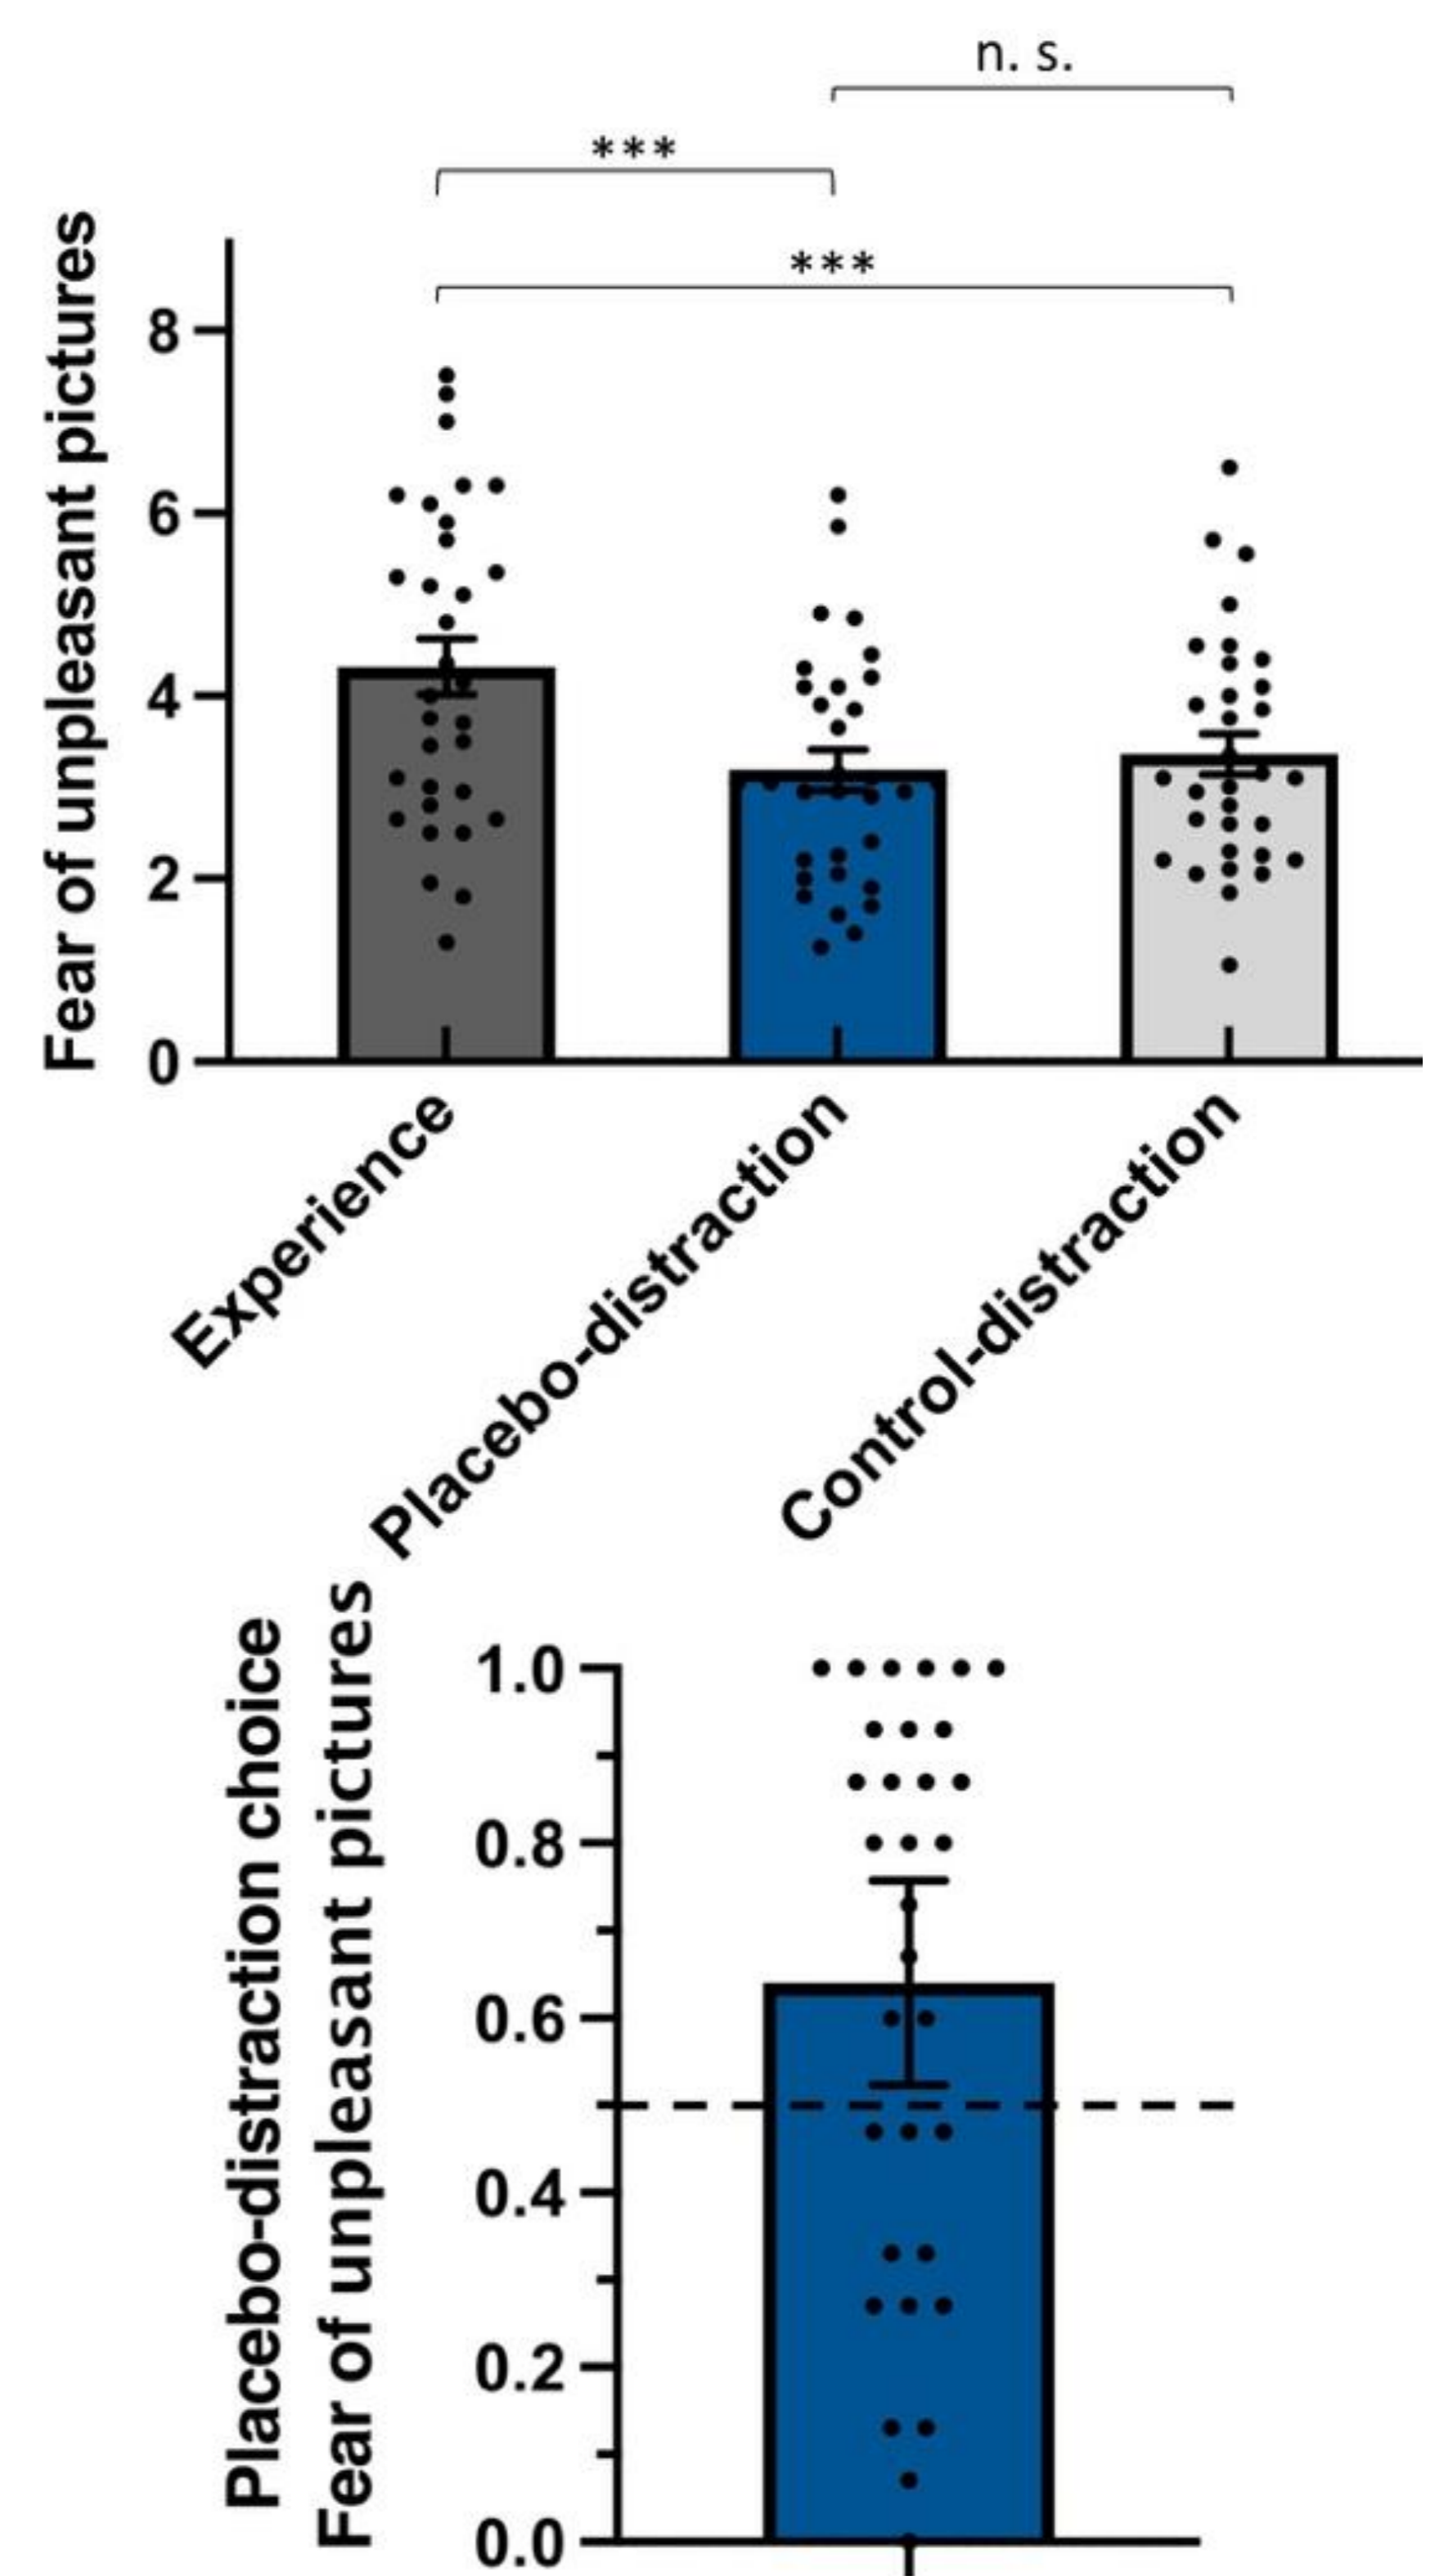 n. s.
***
***
Fear of unpleasant pictures
8
6
4
2
0
Experience
Placebo-distraction
Control-distraction
Placebo-distraction choice
Fear of unpleasant pictures
1.0
0.8
0.6
0.4
0.2
0.0